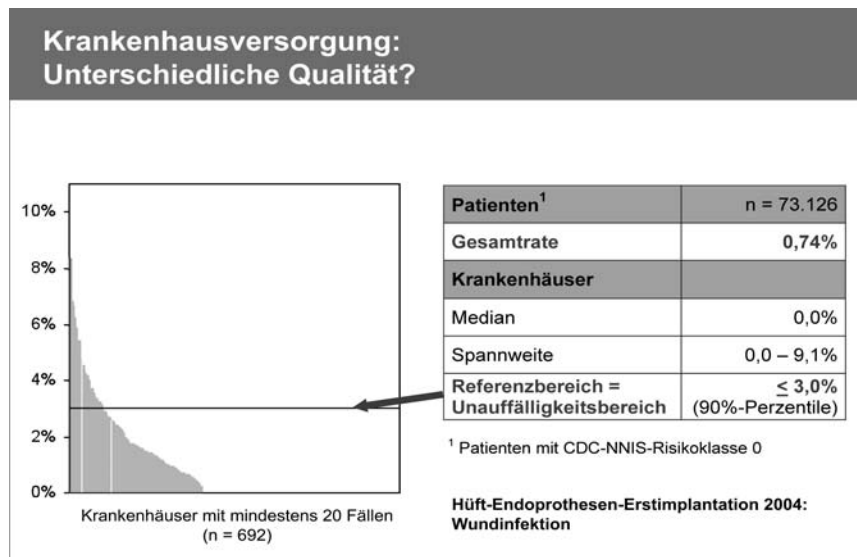 Krankenhausversorgung:
Unterschiedliche Qualität?
10%
8%
6%
4%
2%
0%
Krankenhäuser mit mindestens 20 Fällen
(n = 692)
Patienten¹ n = 73.126
Gesamtrate 0,74%
Krankenhäuser
Median 0,0%
Spannweite 0,0 – 9,1%
Referenzbereich = ≤ 3,0%
Unauffälligkeitsbereich (90%-Perzentile)
¹ Patienten mit CDC-NNIS-Risikoklasse 0
Hüft-Endoprothesen-Erstimplantation 2004:
Wundinfektion